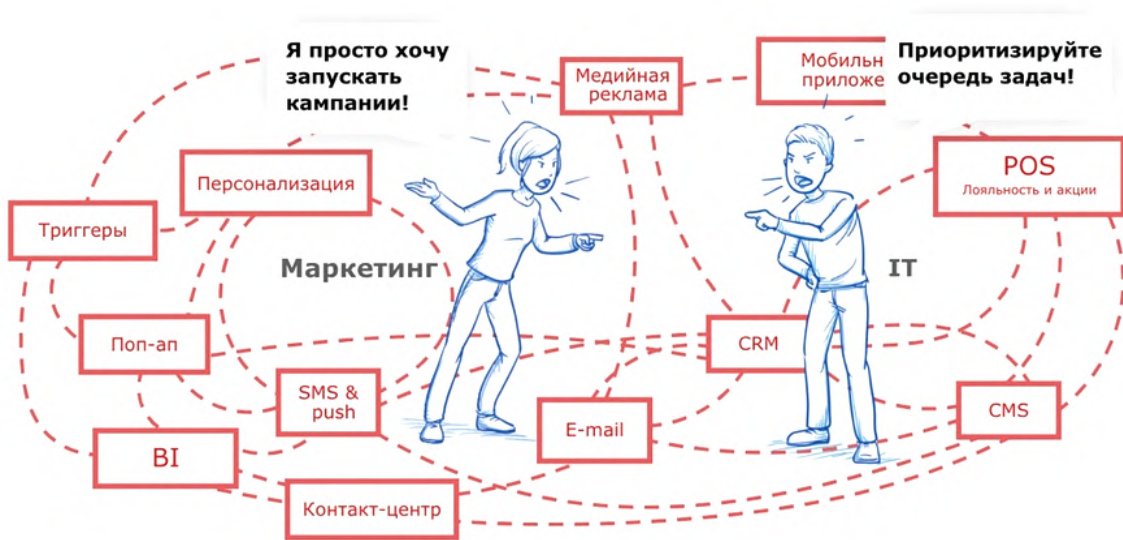 Я просто хочу
запускать
кампании!
Медийная
реклама
Приоритизируйте
очередь задач!
Персонализация
POS
Лояльность и акции
Триггеры
Маркетинг
IT
Поп-ап
CRM
SMS &
push
E-mail
CMS
BI
Контакт-центр